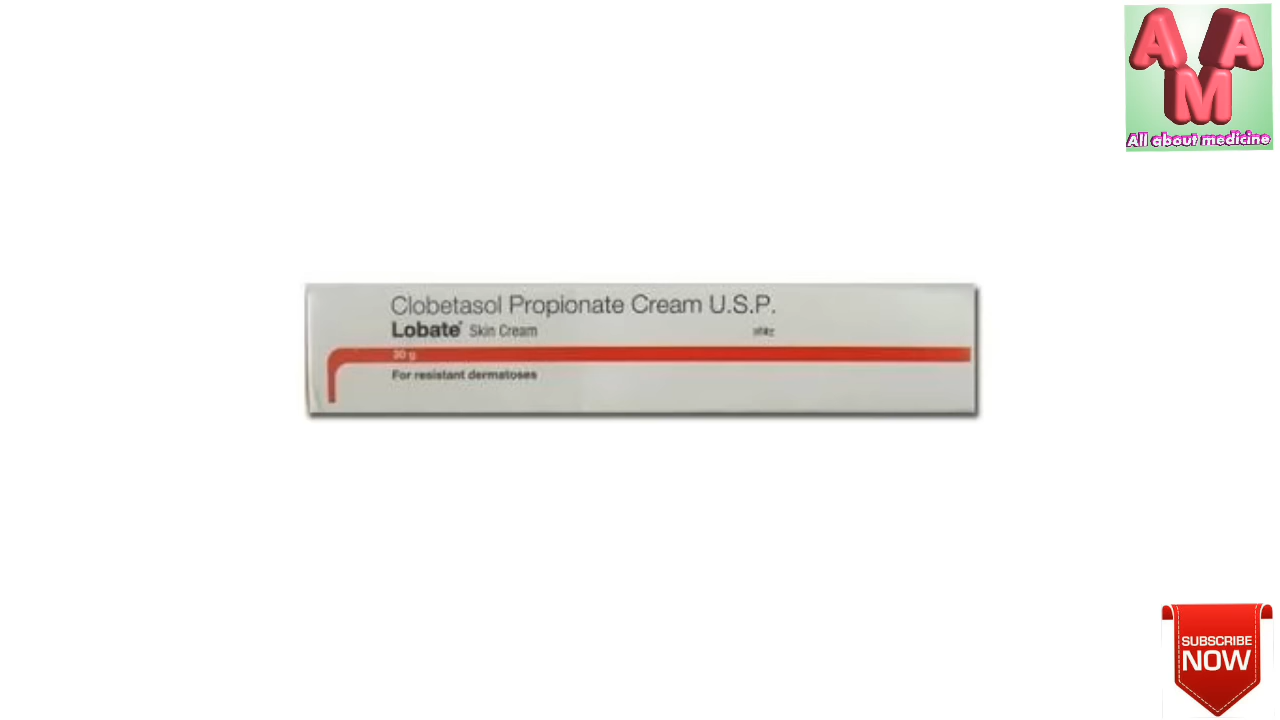 A A
M
All about medicine
Clobetasol Propionate Cream U.S.P.
Lobate® Skin Cream
30 g
For resistant dermatoses
SUBSCRIBE
NOW